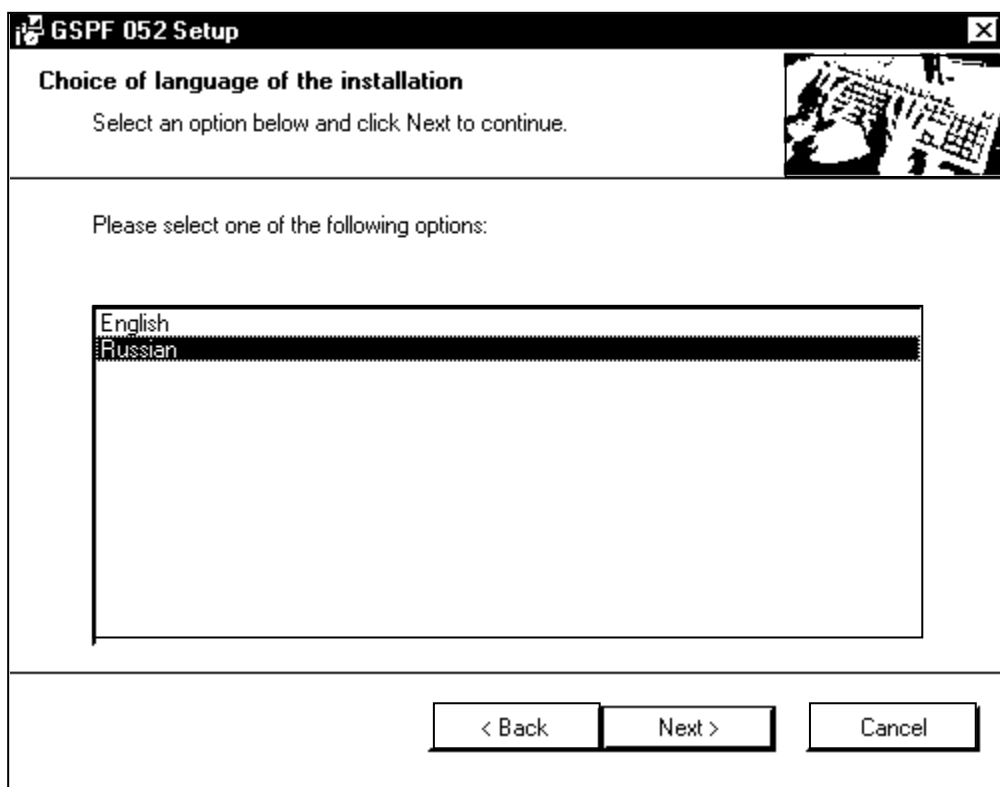 GSPF 052 Setup
Choice of language of the installation
Select an option below and click Next to continue.
Please select one of the following options:
English
Russian
< Back
Next >
Cancel